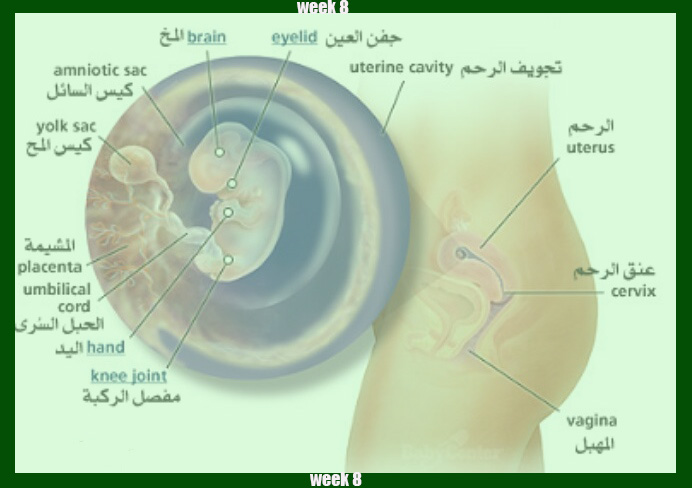 week 8
المخ brain
eyelid جفن العين
amniotic sac
كيس السائل
uterine cavity تجويف الرحم
yolk sac
كيس المح
الرحم
uterus
المشيمة
placenta
umbilical
cord
الحبل السرى
عنق الرحم
cervix
اليد hand
knee joint
مفصل الركبة
vagina
المهبل
week 8